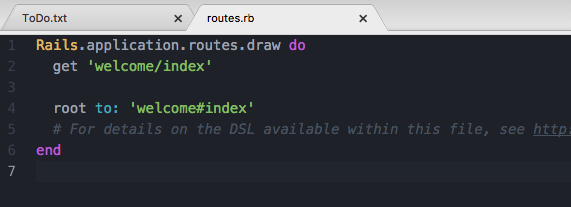 ToDo.txt
routes.rb
1 Rails.application.routes.draw do
2 get 'welcome/index'
3
4 root to: 'welcome#index'
5 # For details on the DSL available within this file, see http:
6 end
7